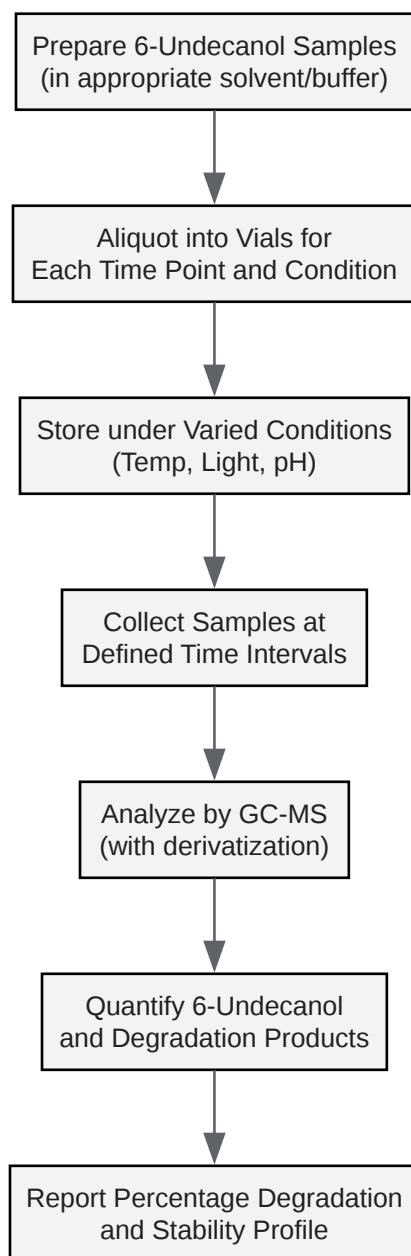 Prepare 6-Undecanol Samples
(in appropriate solvent/buffer)
Aliquot into Vials for
Each Time Point and Condition
Store under Varied Conditions
(Temp, Light, pH)
Collect Samples at
Defined Time Intervals
Analyze by GC-MS
(with derivatization)
Quantify 6-Undecanol
and Degradation Products
Report Percentage Degradation
and Stability Profile